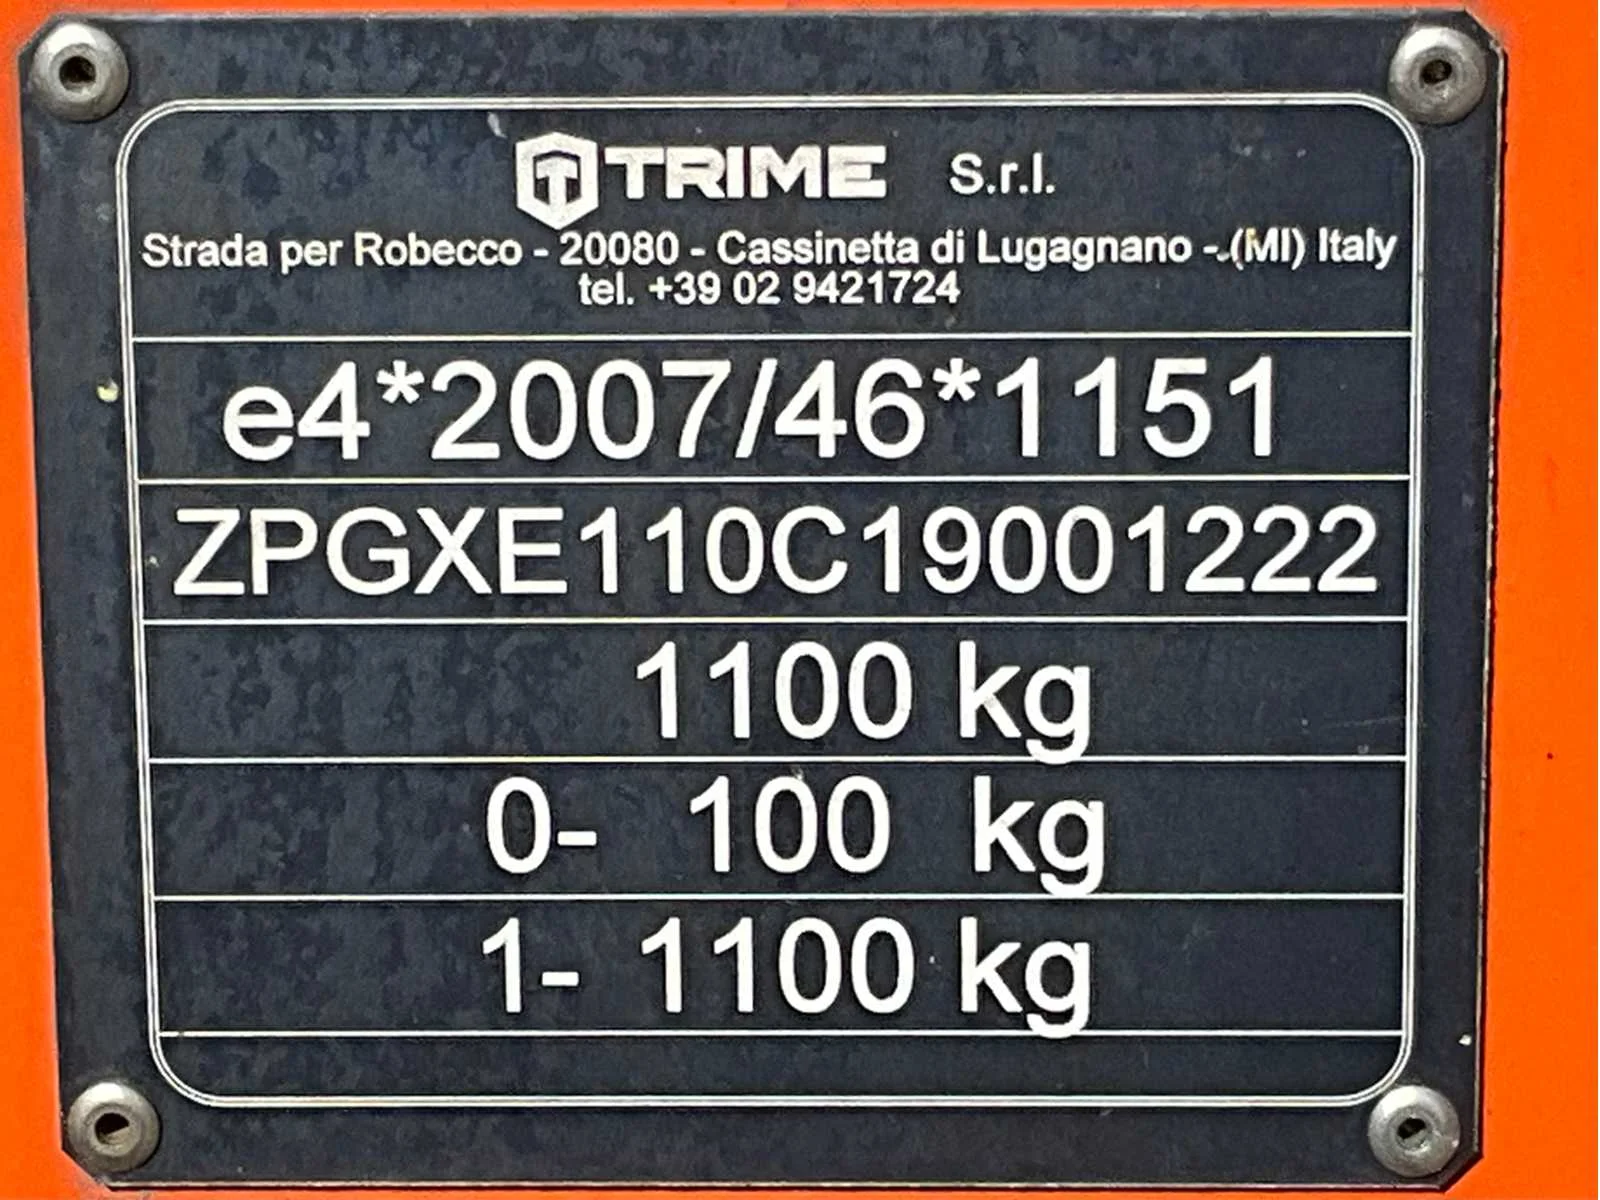 TRIME S.r.l.
Strada per Robecco - 20080 - Cassinetta di Lugagnano - (MI) Italy
tel. +39 02 9421724
e4*2007/46*1151
ZPGXE110C19001222
1100 kg
0- 100 kg
1- 1100 kg